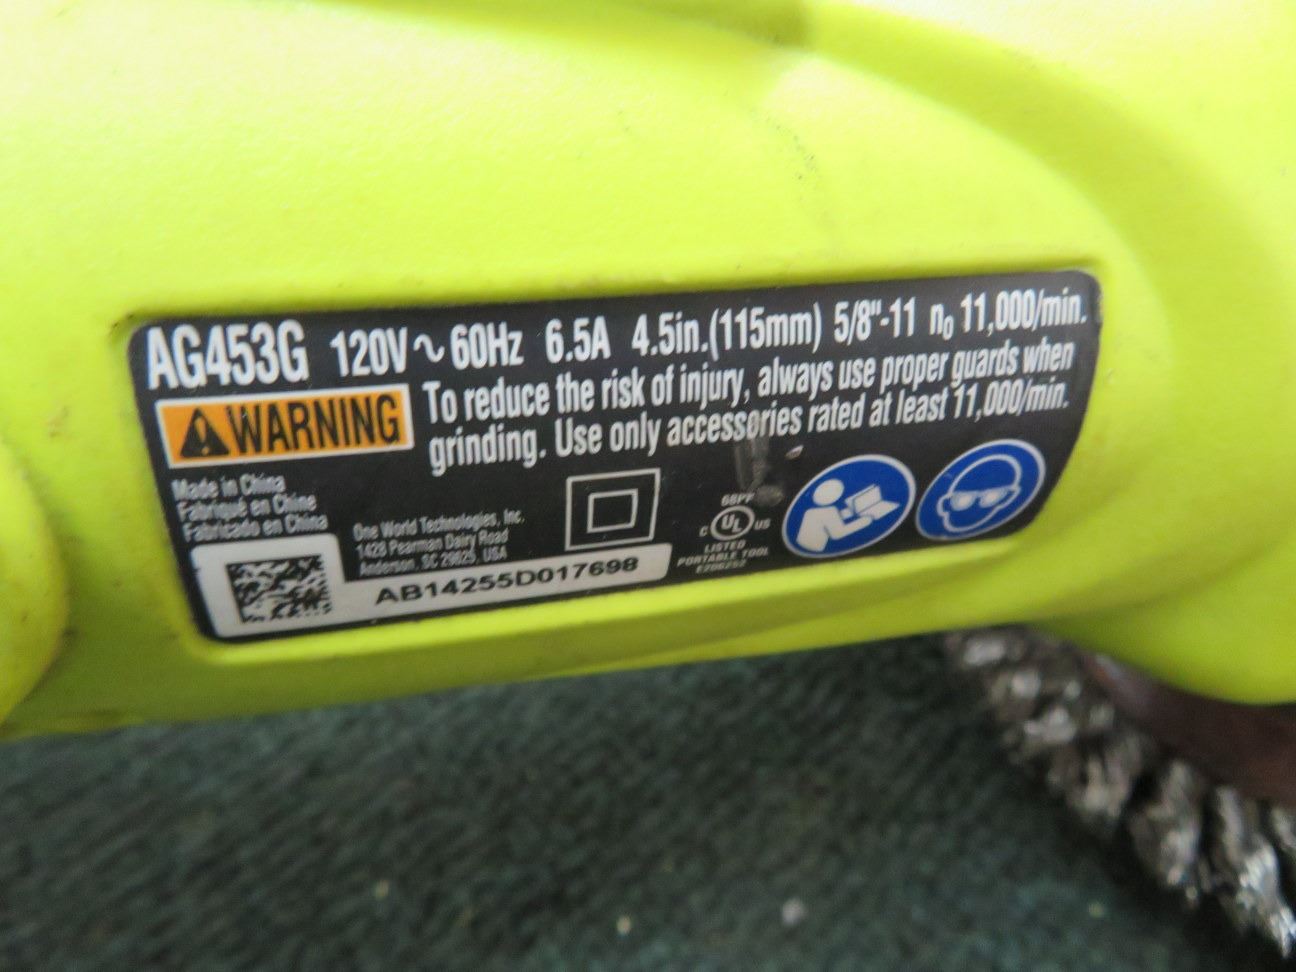 AG453G 120V ~ 60Hz 6.5A 4.5in.(115mm) 5/8"-11 n₀ 11,000/min.
WARNING To reduce the risk of injury, always use proper guards when
grinding. Use only accessories rated at least 11,000/min.
Made in China
Fabriqué en Chine
Fabricado en China
One World Technologies, Inc.
1428 Pearman Dairy Road
Anderson, SC 29625, USA
AB14255D017698
C UL US
LISTED
PORTABLE TOOL